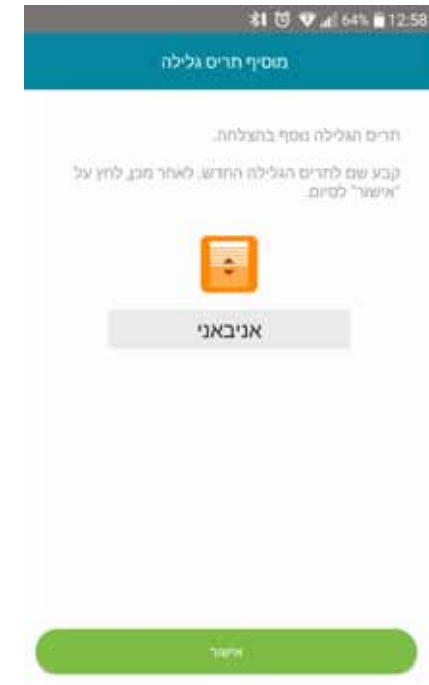 64% 12:58
מוסיף תריס גלילה
תריס הגלילה נוסף בהצלחה.
קבע שם לתריס הגלילה החדש. לאחר מכן, לחץ על
"אישור" לסיום.
אניבאני
אישור